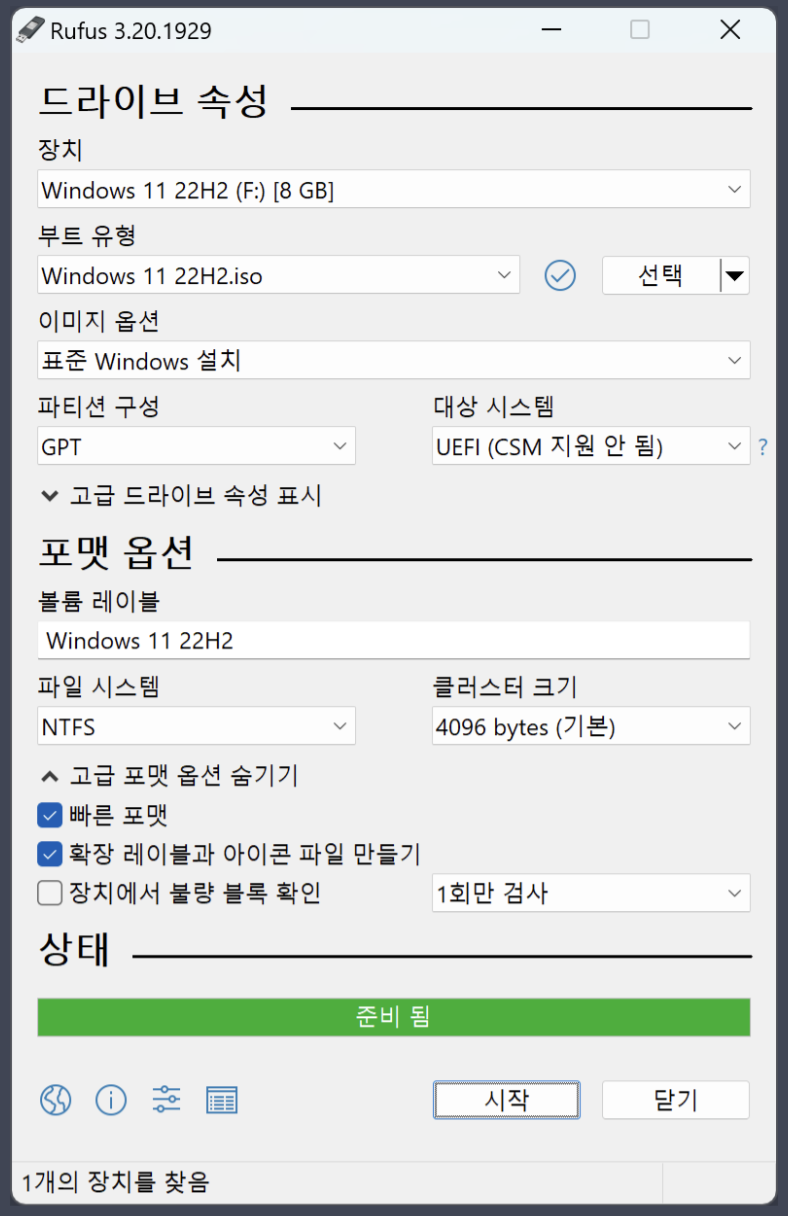 Rufus 3.20.1929
드라이브 속성
장치
Windows 11 22H2 (F:) [8 GB]
부트 유형
Windows 11 22H2.iso
선택
이미지 옵션
표준 Windows 설치
파티션 구성
대상 시스템
GPT
UEFI (CSM 지원 안 됨)
?
고급 드라이브 속성 표시
포맷 옵션
볼륨 레이블
Windows 11 22H2
파일 시스템
클러스터 크기
NTFS
4096 bytes (기본)
고급 포맷 옵션 숨기기
빠른 포맷
확장 레이블과 아이콘 파일 만들기
장치에서 불량 블록 확인
1회만 검사
상태
준비 됨
시작
닫기
1개의 장치를 찾음